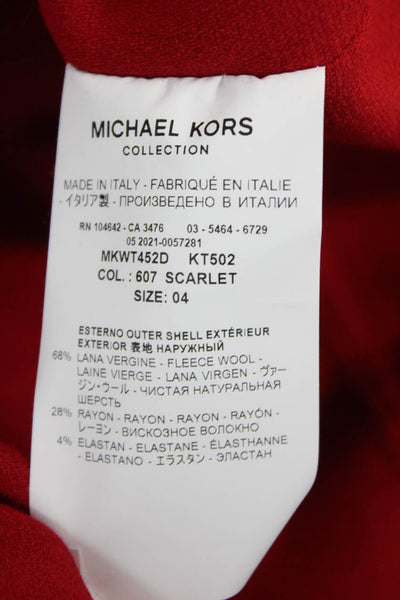 MICHAEL KORS
COLLECTION
MADE IN ITALY - FABRIQUÉ EN ITALIE
- イタリア製 - ПРОИЗВЕДЕНО В ИТАЛИИ
RN 104642 - CA 3476 03 - 5464 - 6729
05 2021-0057281
MKWT452D KT502
COL.: 607 SCARLET
SIZE: 04
ESTERNO OUTER SHELL EXTÉRIEUR
EXTERIOR 表地 НАРУЖНЫЙ
68% LANA VERGINE - FLEECE WOOL -
LAINE VIERGE - LANA VIRGEN - ヴァー
ジン・ウール - ЧИСТАЯ НАТУРАЛЬНАЯ
ШЕРСТЬ
28% RAYON - RAYON - RAYON - RAYÓN -
レーヨン - ВИСКОЗНОЕ ВОЛОКНО
4% ELASTAN - ELASTANE - ÉLASTHANNE
- ELASTANO - エラスタン - ЭЛАСТАН